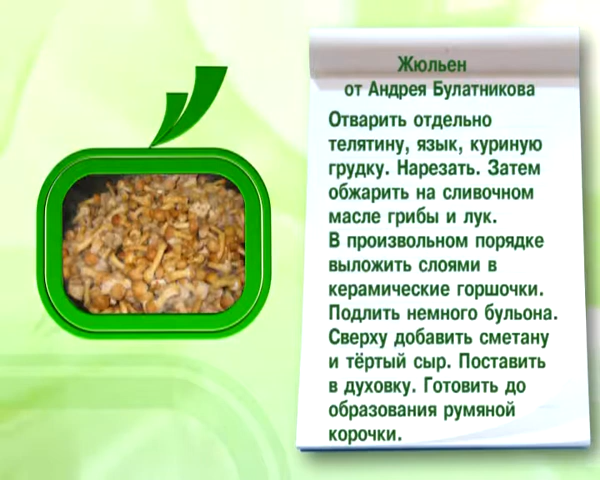 Жюльен
от Андрея Булатникова
Отварить отдельно
телятину, язык, куриную
грудку. Нарезать. Затем
обжарить на сливочном
масле грибы и лук.
В произвольном порядке
выложить слоями в
керамические горшочки.
Подлить немного бульона.
Сверху добавить сметану
и тёртый сыр. Поставить
в духовку. Готовить до
образования румяной
корочки.